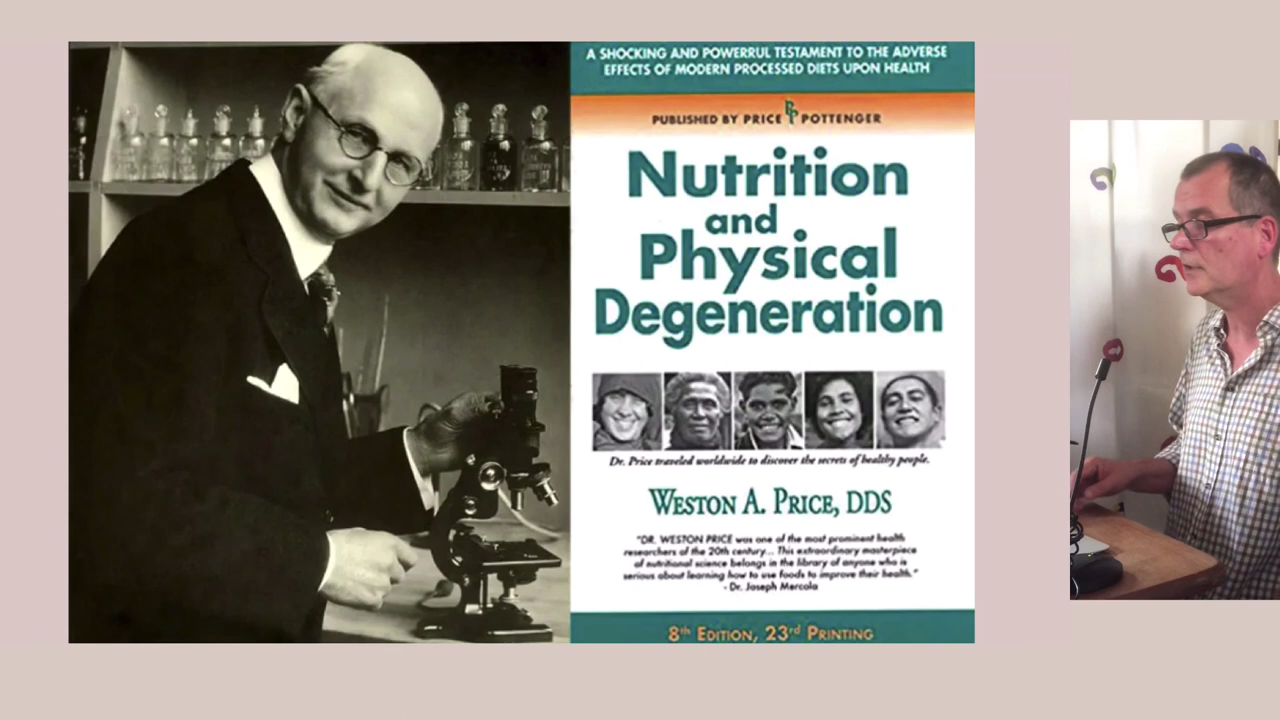 A SHOCKING AND POWERRUL TESTAMENT TO THE ADVERSE
EFFECTS OF MODERN PROCESSED DIETS UPON HEALTH
PUBLISHED BY PRICE PP POTTENGER
Nutrition
and
Physical
Degeneration
Dr. Price traveled worldwide to discover the secrets of healthy people.
WESTON A. PRICE, DDS
"DR. WESTON PRICE was one of the most prominent health
researchers of the 20th century... This extraordinary masterpiece
of nutritional science belongs in the library of anyone who is
serious about learning how to use foods to improve their health."
- Dr. Joseph Mercola
8th EDITION, 23rd PRINTING